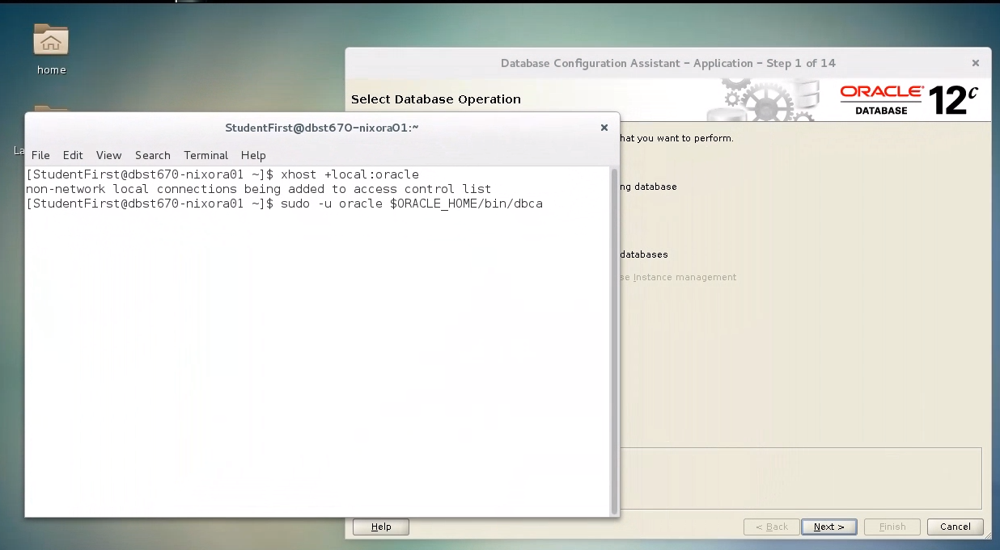 home
La
Database Configuration Assistant - Application - Step 1 of 14
Select Database Operation
ORACLE
DATABASE
12c
hat you want to perform.
ng database
databases
se Instance management
StudentFirst@dbst670-nixora01:~
File Edit View Search Terminal Help
[StudentFirst@dbst670-nixora01 ~]$ xhost +local:oracle
non-network local connections being added to access control list
[StudentFirst@dbst670-nixora01 ~]$ sudo -u oracle $ORACLE_HOME/bin/dbca
Help < Back Next > Finish Cancel